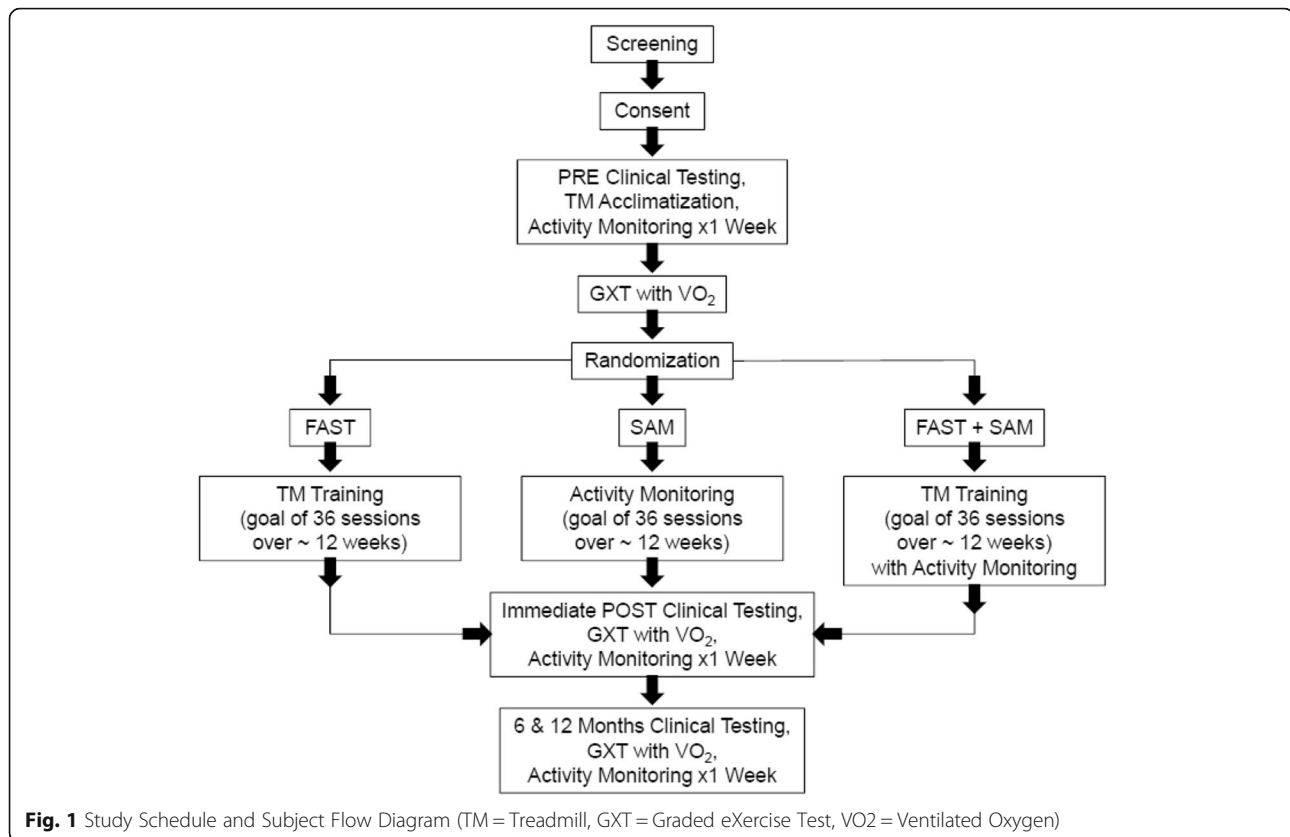 Screening
Consent
PRE Clinical Testing,
TM Acclimatization,
Activity Monitoring x1 Week
GXT with VO₂
Randomization
FAST
SAM
FAST + SAM
TM Training
(goal of 36 sessions
over ~ 12 weeks)
Activity Monitoring
(goal of 36 sessions
over ~ 12 weeks)
TM Training
(goal of 36 sessions
over ~ 12 weeks)
with Activity Monitoring
Immediate POST Clinical Testing,
GXT with VO₂,
Activity Monitoring x1 Week
6 & 12 Months Clinical Testing,
GXT with VO₂,
Activity Monitoring x1 Week
Fig. 1 Study Schedule and Subject Flow Diagram (TM = Treadmill, GXT = Graded eXercise Test, VO2 = Ventilated Oxygen)